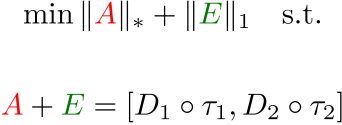 min ‖A‖∗ + ‖E‖₁ s.t.
A + E = [D₁ ∘ τ₁, D₂ ∘ τ₂]